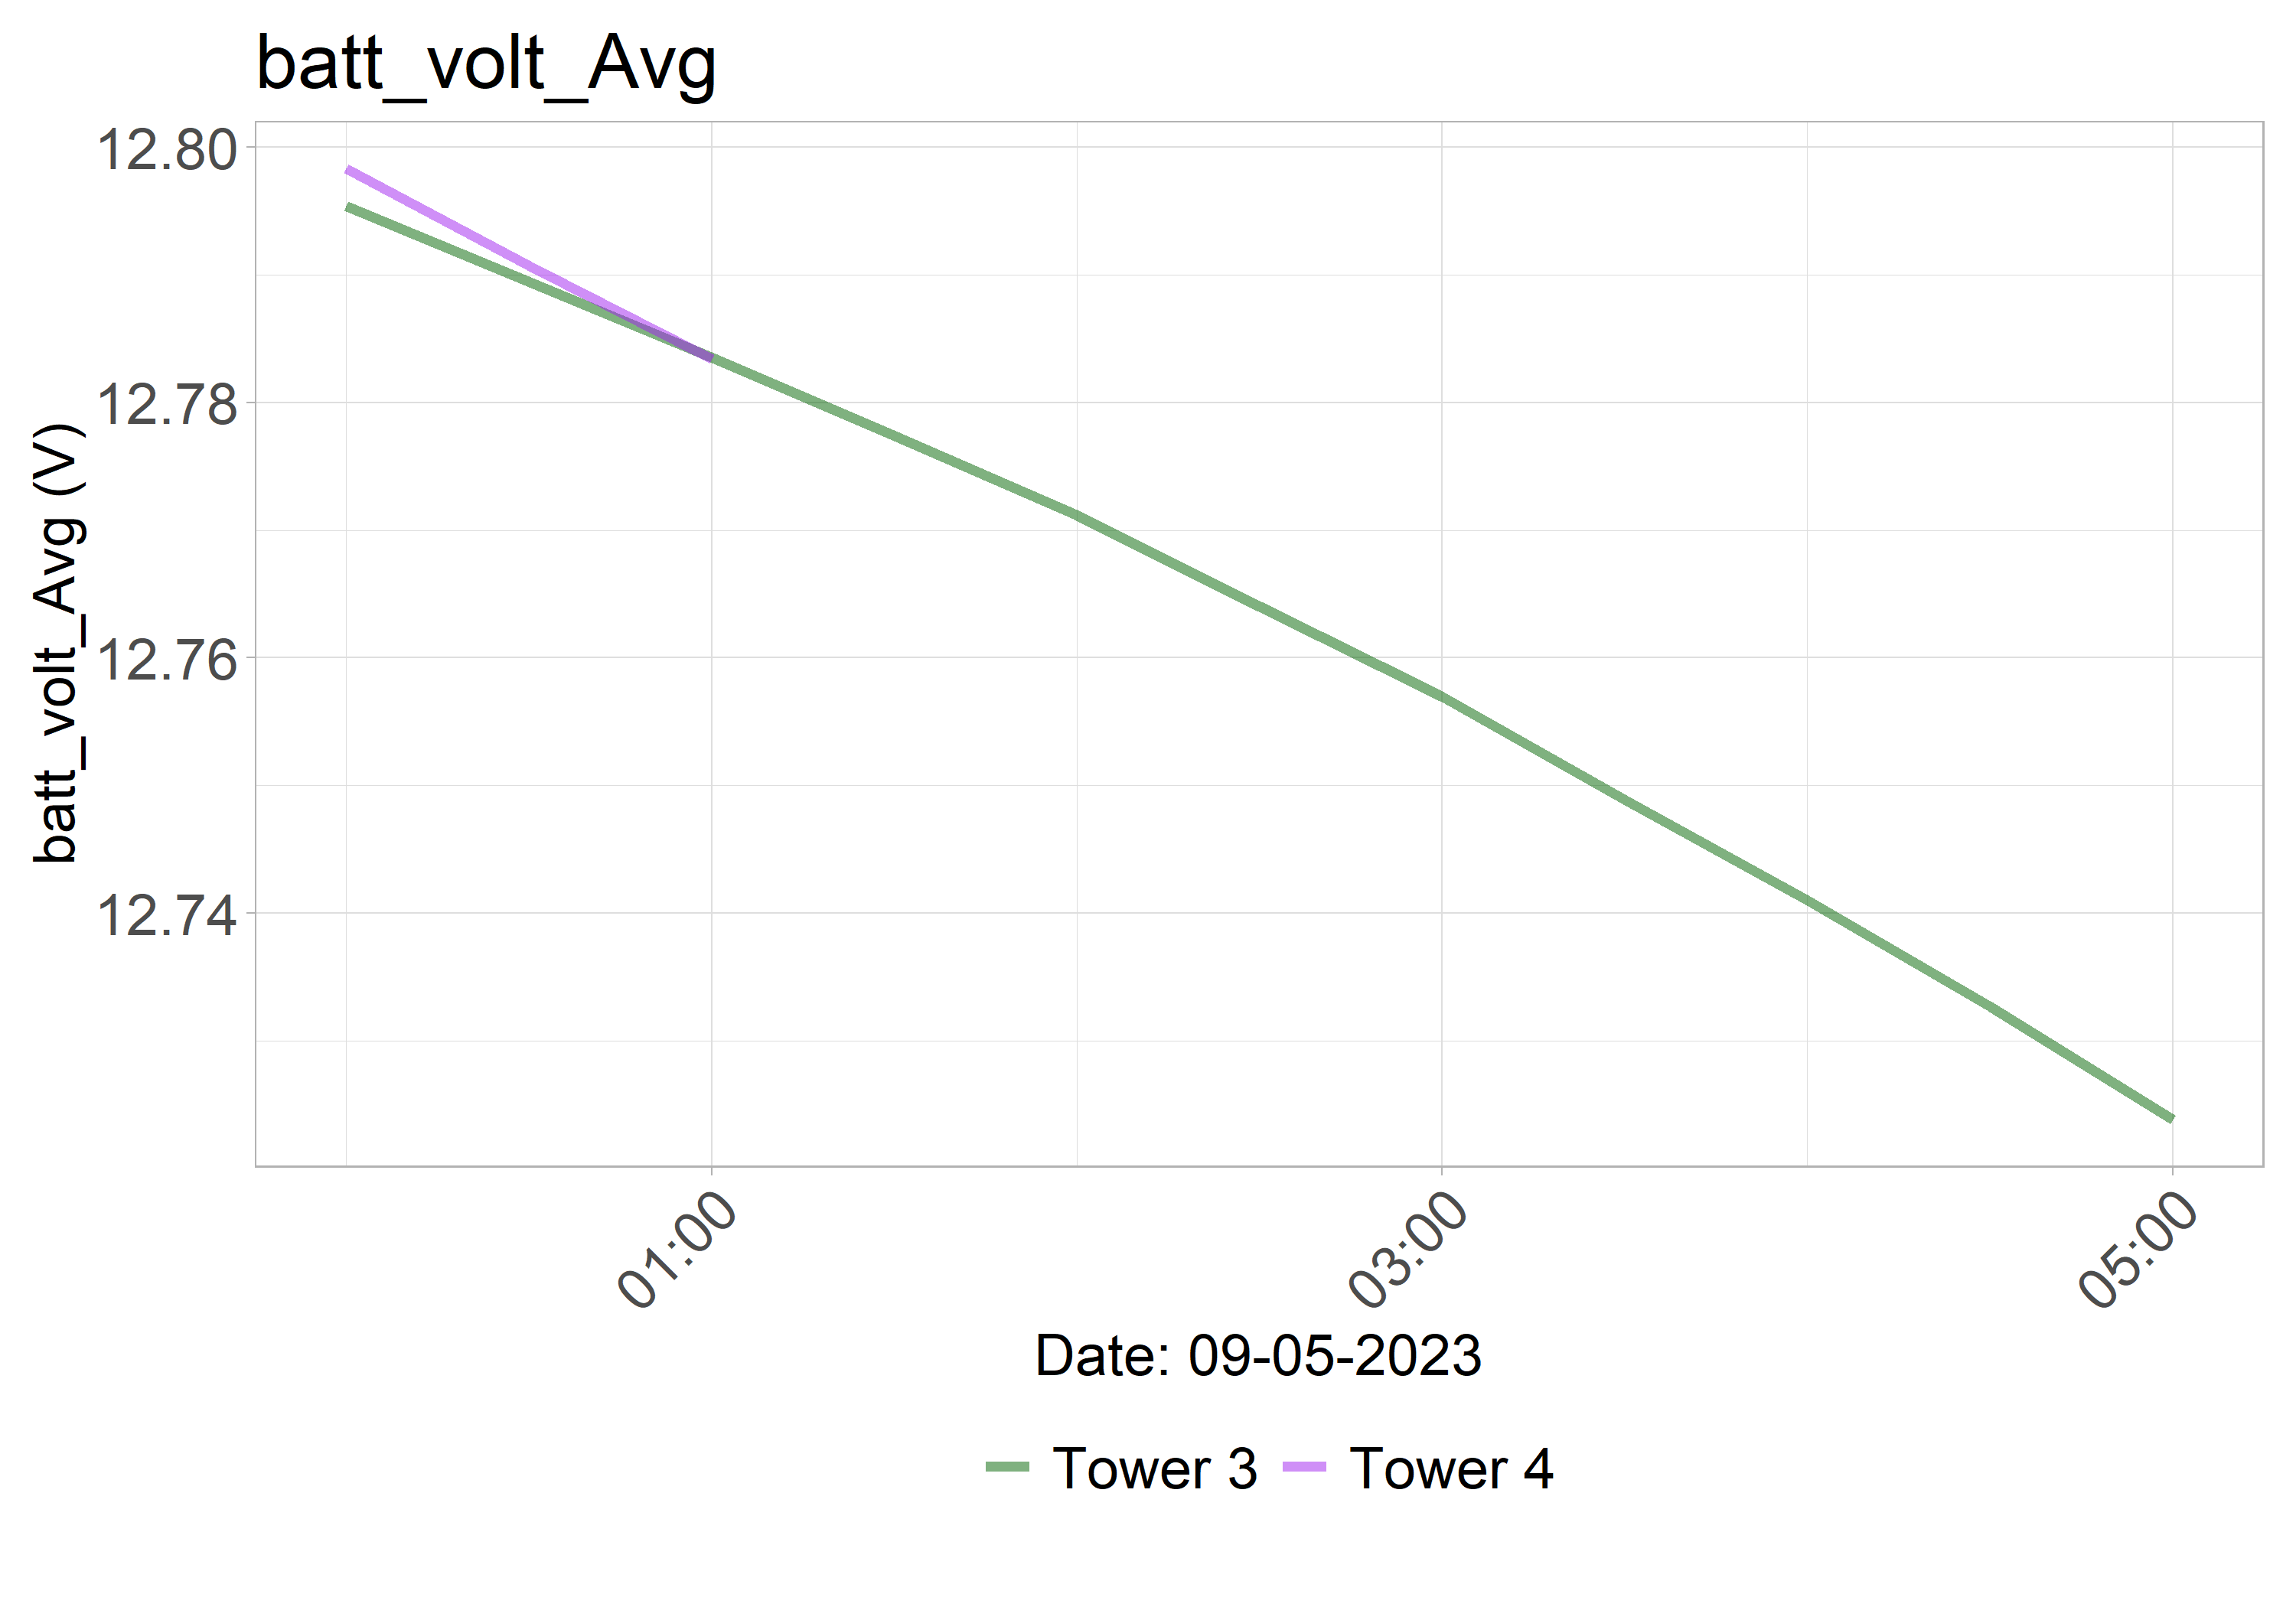 batt_volt_Avg
batt_volt_Avg (V)
12.80
12.78
12.76
12.74
01:00
03:00
05:00
Date: 09-05-2023
Tower 3
Tower 4